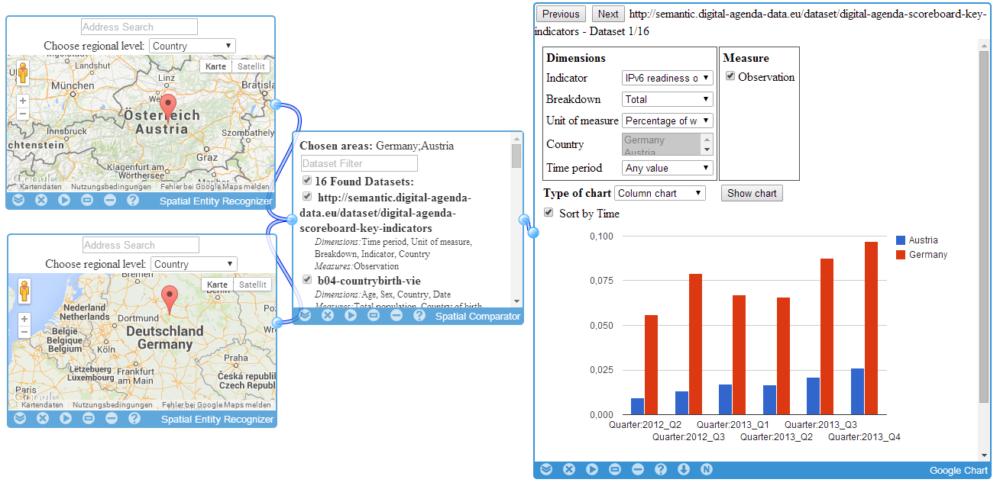 Address Search
Choose regional level: Country
Landshut
München
Linz
Bratisla
Karte Satellit
Österreich
Austria
Innsbruck
chtenstein
Szombathely
Graz
Klagenfurt am
Wörthersee
Kartendaten Nutzungsbedingungen Fehler bei Google Maps melden
Spatial Entity Recognizer
Address Search
Choose regional level: Country
Bremen
Karte Satellit
Berlin
Nederland
Netherlands
Dortmund
België
Belgique
Belgium
Köln
Deutschland
Germany
Lëtzebuerg
Luxembourg
Frankfurt
am Main
Praha
Česká republi
Czech Republ
Paris
Kartendaten Nutzungsbedingungen Fehler bei Google Maps melden
Spatial Entity Recognizer
Chosen areas: Germany;Austria
Dataset Filter
16 Found Datasets:
http://semantic.digital-agenda-
data.eu/dataset/digital-agenda-
scoreboard-key-indicators
Dimensions:Time period, Unit of measure,
Breakdown, Indicator, Country
Measures:Observation
b04-countrybirth-vie
Dimensions:Age, Sex, Country, Date
Measures:Total population, Country of birth
Spatial Comparator
Previous Next http://semantic.digital-agenda-data.eu/dataset/digital-agenda-scoreboard-key-
indicators - Dataset 1/16
Dimensions
Indicator IPv6 readiness o
Breakdown Total
Unit of measure Percentage of w
Country Germany
Austria
Time period Any value
Measure
Observation
Type of chart Column chart Show chart
Sort by Time
0,100
0,075
0,050
0,025
0,000
Austria
Germany
Quarter:2012_Q2 Quarter:2013_Q1 Quarter:2013_Q3
Quarter:2012_Q3 Quarter:2013_Q2 Quarter:2013_Q4
Google Chart